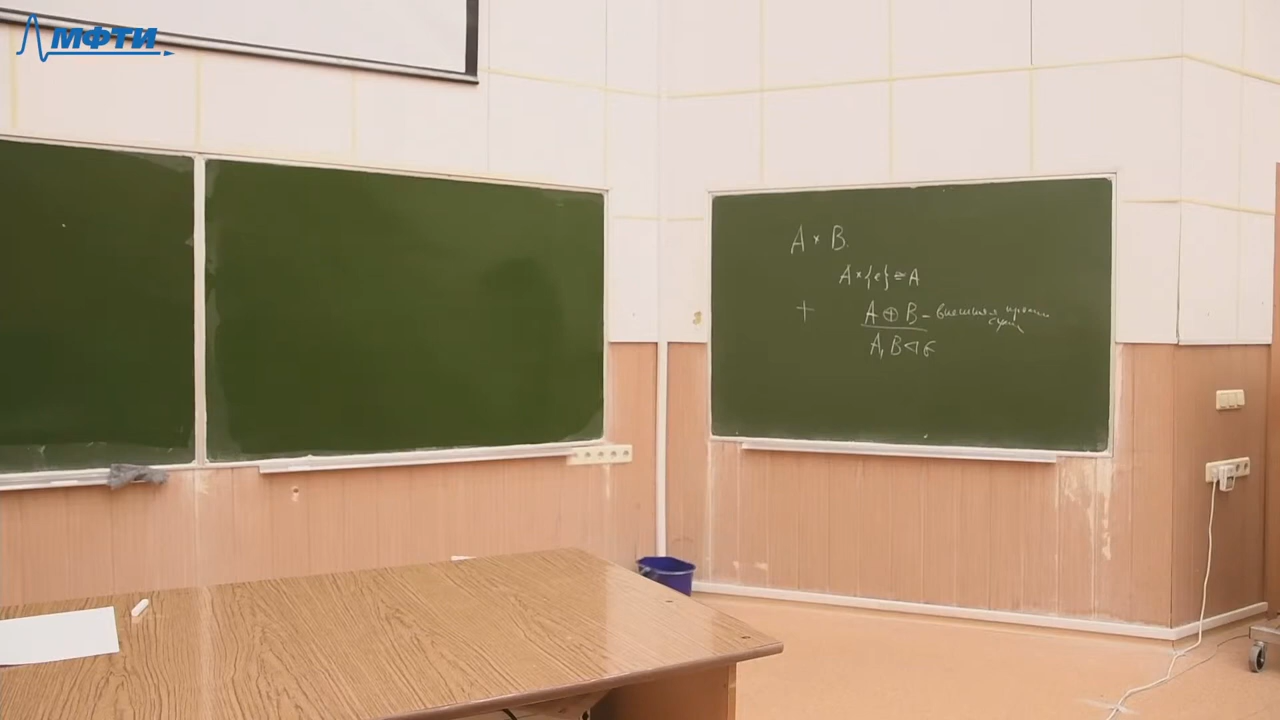 МФТИ
A × B.
A × {e} ≅ A
+ A ⊕ B – внешняя прямая сумма
A, B ◁ G